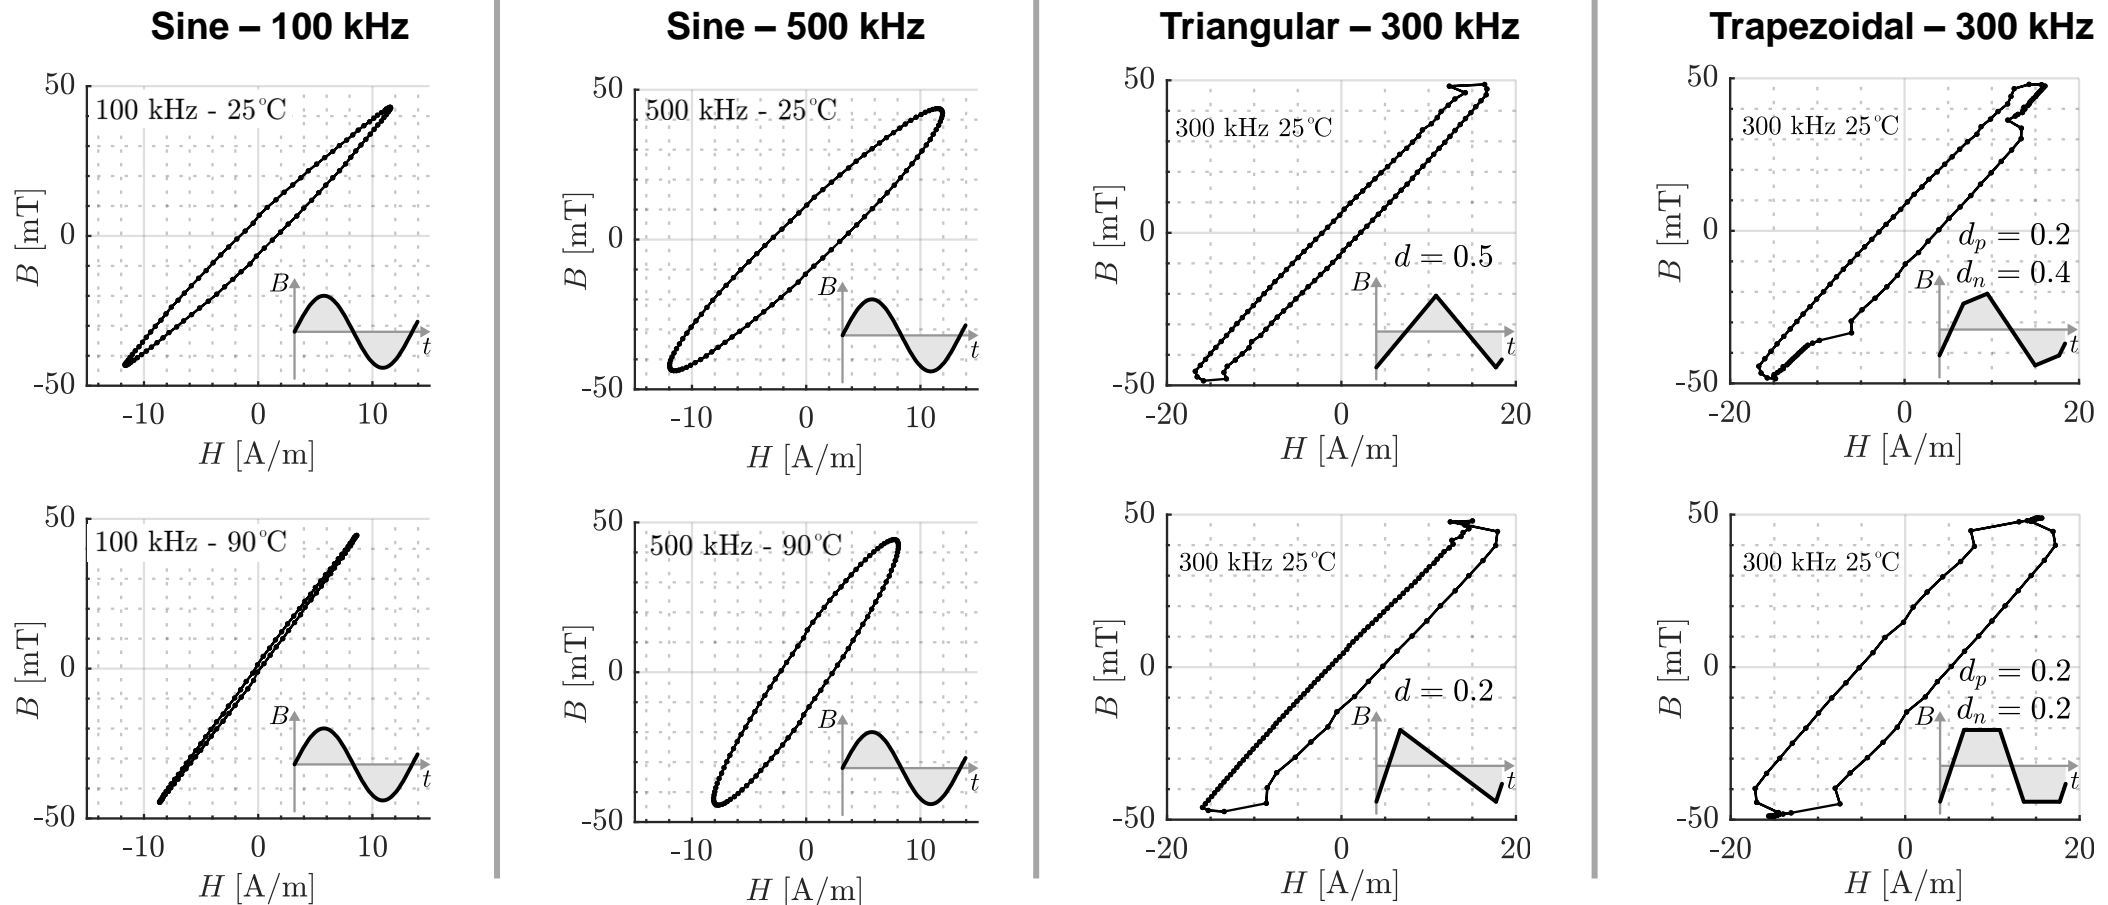 Sine – 100 kHz
Sine – 500 kHz
Triangular – 300 kHz
Trapezoidal – 300 kHz
50
100 kHz - 25°C
B [mT]
0
B
t
-50
-10
0
10
H [A/m]
50
500 kHz - 25°C
B [mT]
0
B
t
-50
-10
0
10
H [A/m]
50
300 kHz 25°C
B [mT]
0
d = 0.5
B
t
-50
-20
0
20
H [A/m]
50
300 kHz 25°C
B [mT]
0
d_p = 0.2
d_n = 0.4
B
t
-50
-20
0
20
H [A/m]
50
100 kHz - 90°C
B [mT]
0
B
t
-50
-10
0
10
H [A/m]
50
500 kHz - 90°C
B [mT]
0
B
t
-50
-10
0
10
H [A/m]
50
300 kHz 25°C
B [mT]
0
d = 0.2
B
t
-50
-20
0
20
H [A/m]
50
300 kHz 25°C
B [mT]
0
d_p = 0.2
d_n = 0.2
B
t
-50
-20
0
20
H [A/m]